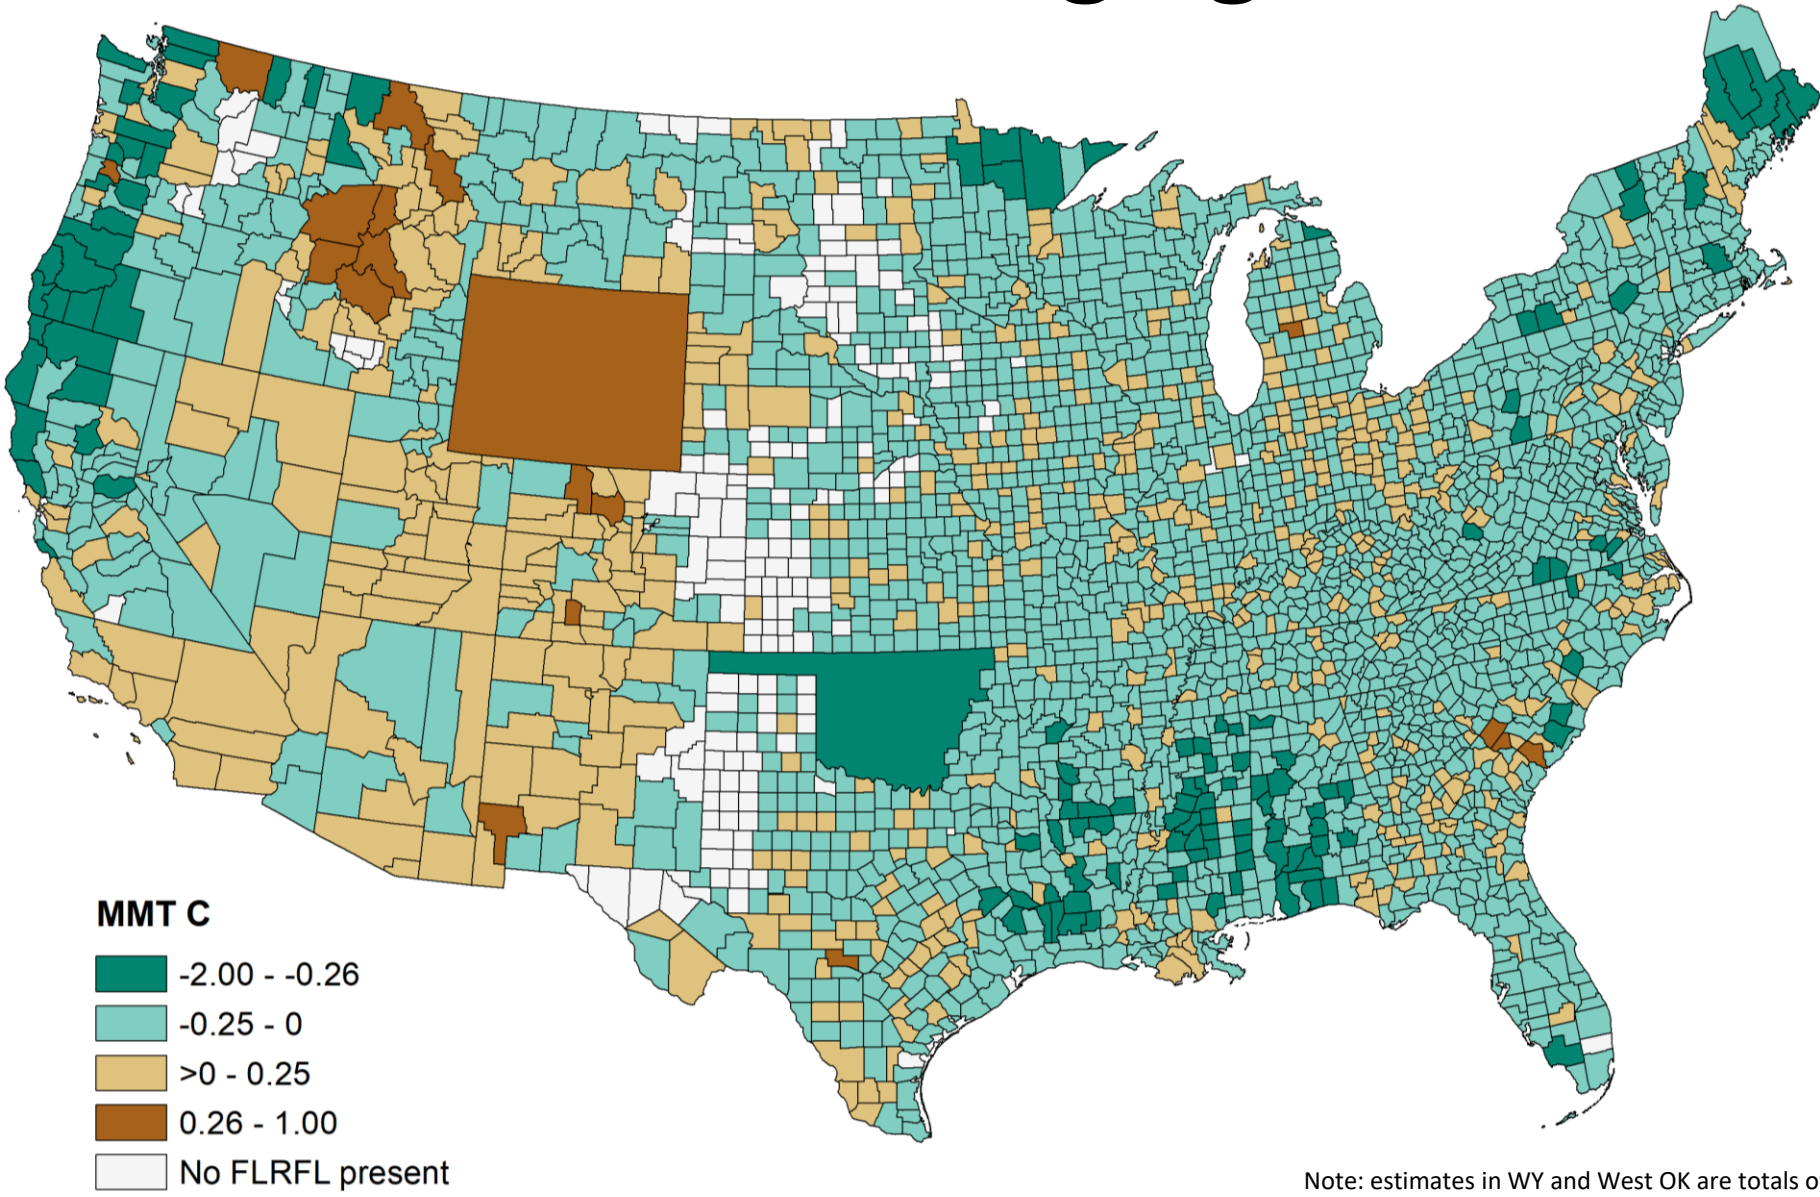 MMT C
-2.00 - -0.26
-0.25 - 0
>0 - 0.25
0.26 - 1.00
No FLRFL present
Note: estimates in WY and West OK are totals o